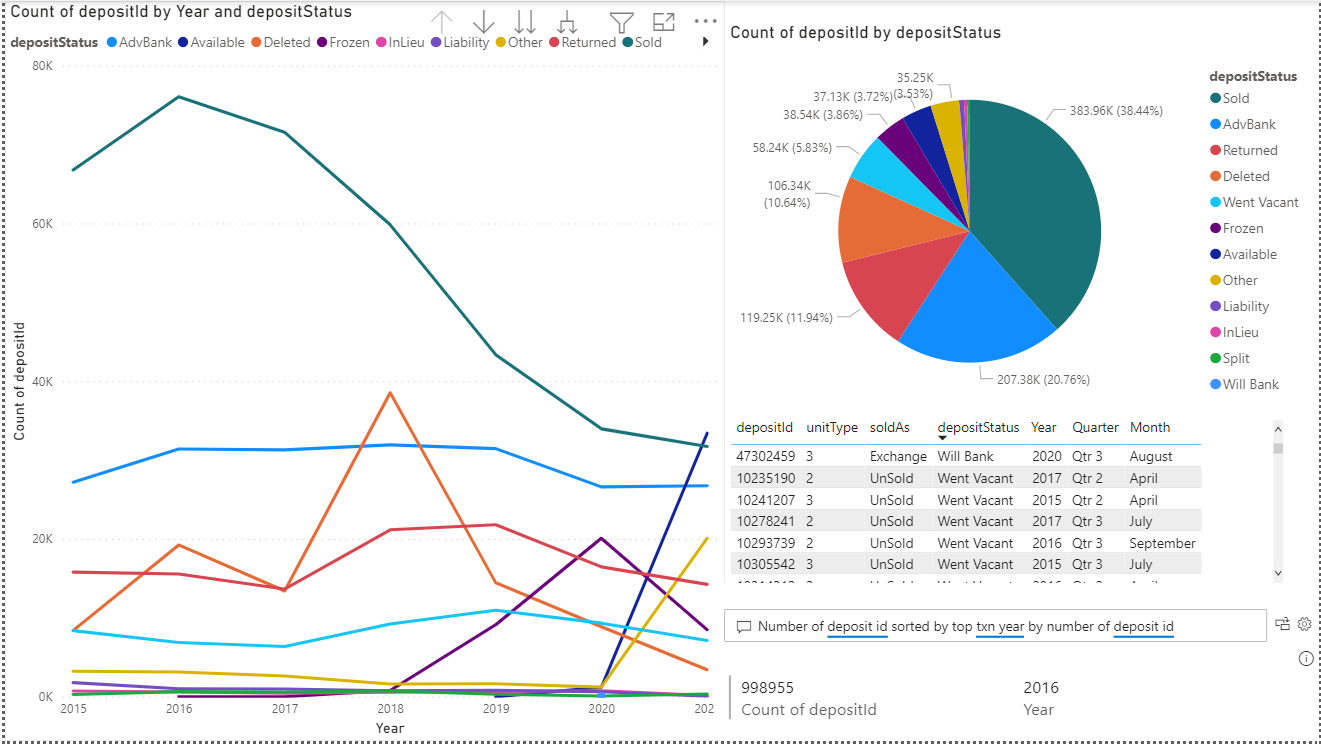 Count of depositId by Year and depositStatus
depositStatus AdvBank Available Deleted Frozen InLieu Liability Other Returned Sold
80K
60K
40K
20K
0K
Count of depositId
2015 2016 2017 2018 2019 2020 202
Year
Count of depositId by depositStatus
35.25K
(3.53%)
37.13K (3.72%)
38.54K (3.86%)
58.24K (5.83%)
106.34K
(10.64%)
119.25K (11.94%)
207.38K (20.76%)
383.96K (38.44%)
depositStatus
Sold
AdvBank
Returned
Deleted
Went Vacant
Frozen
Available
Other
Liability
InLieu
Split
Will Bank
depositId unitType soldAs depositStatus Year Quarter Month
47302459 3 Exchange Will Bank 2020 Qtr 3 August
10235190 2 UnSold Went Vacant 2017 Qtr 2 April
10241207 3 UnSold Went Vacant 2015 Qtr 2 April
10278241 2 UnSold Went Vacant 2017 Qtr 3 July
10293739 2 UnSold Went Vacant 2016 Qtr 3 September
10305542 3 UnSold Went Vacant 2015 Qtr 3 July
Number of deposit id sorted by top txn year by number of deposit id
998955 2016
Count of depositId Year